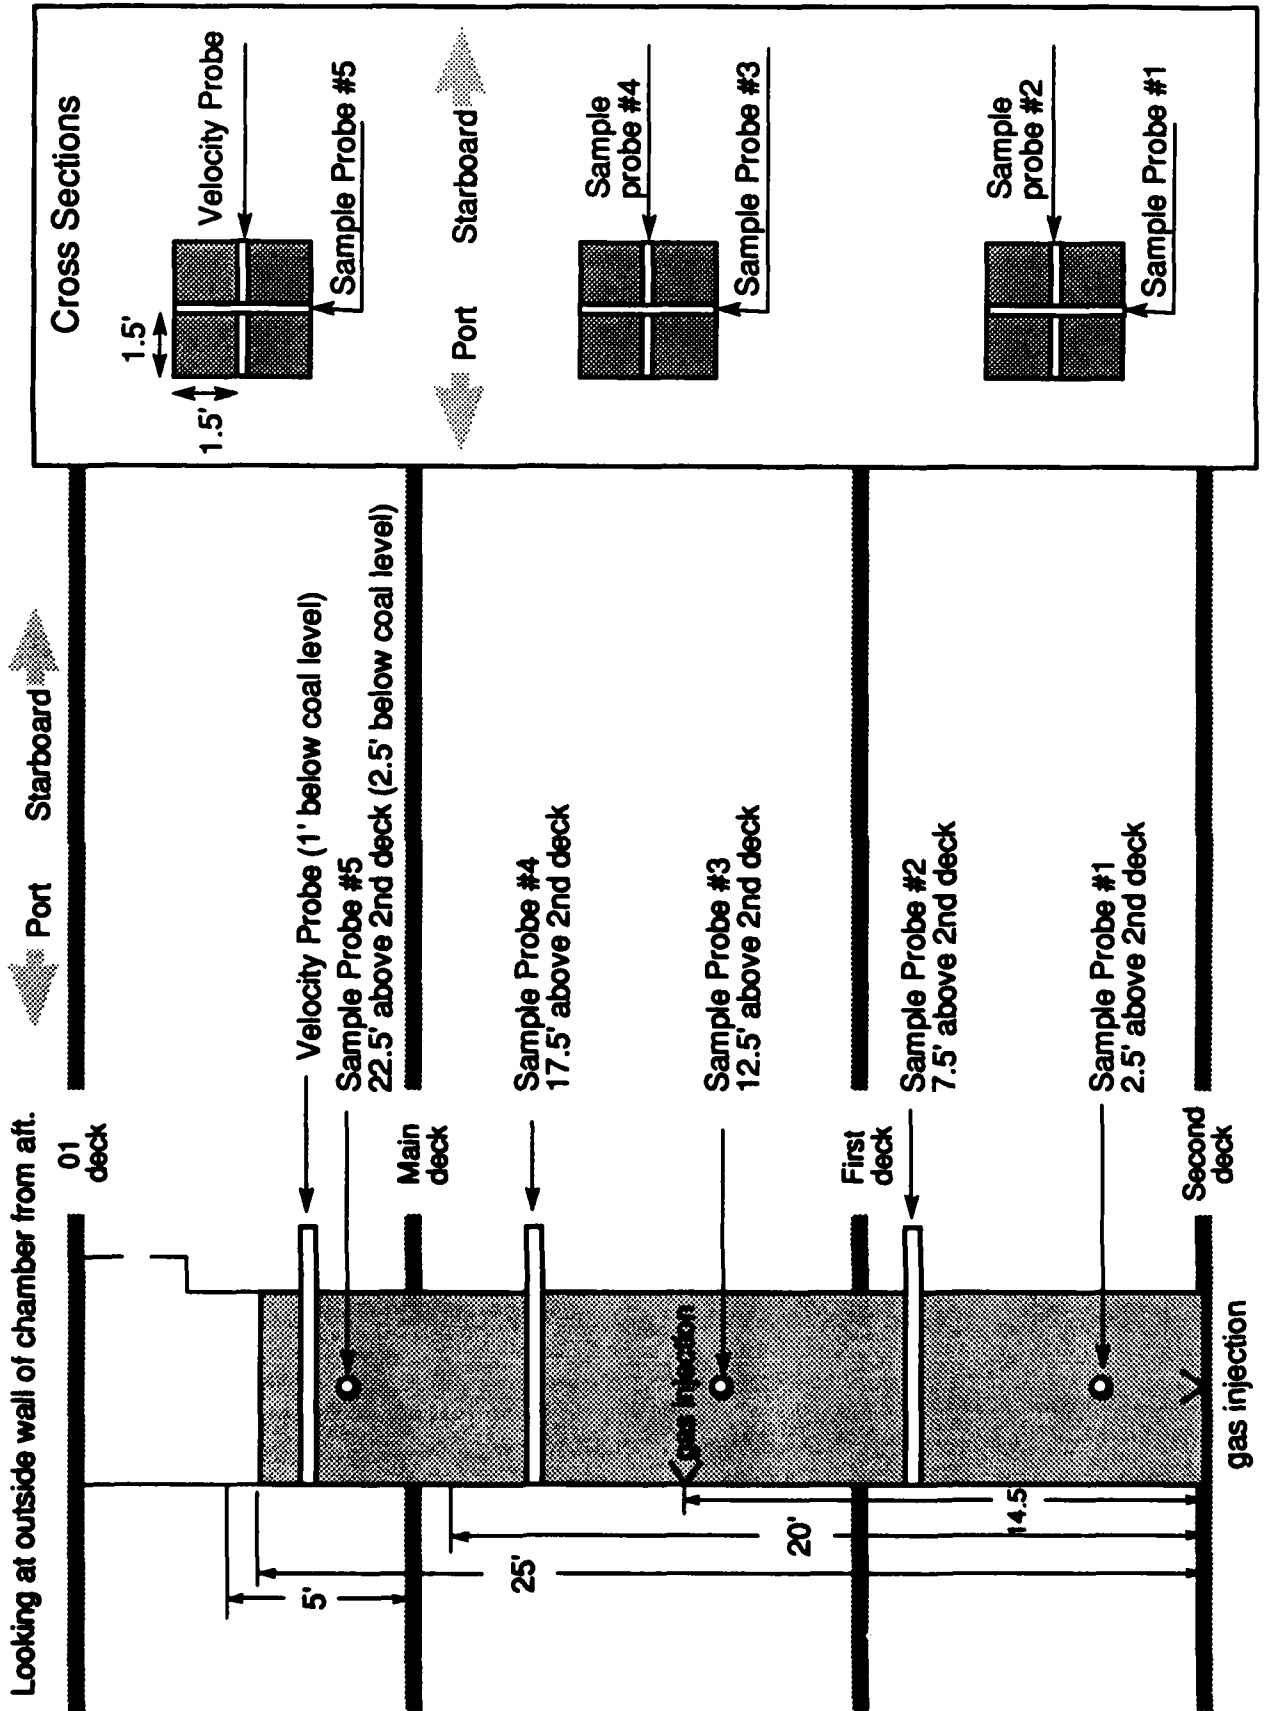 Looking at outside wall of chamber from aft.
Port Starboard
01
deck
Velocity Probe (1' below coal level)
Sample Probe #5
22.5' above 2nd deck (2.5' below coal level)
Main
deck
Sample Probe #4
17.5' above 2nd deck
gas injection
Sample Probe #3
12.5' above 2nd deck
First
deck
Sample Probe #2
7.5' above 2nd deck
Sample Probe #1
2.5' above 2nd deck
Second
deck
gas injection
5'
25'
20'
14.5
Cross Sections
1.5'
1.5'
Velocity Probe
Sample Probe #5
Port Starboard
Sample
probe #4
Sample Probe #3
Sample
probe #2
Sample Probe #1